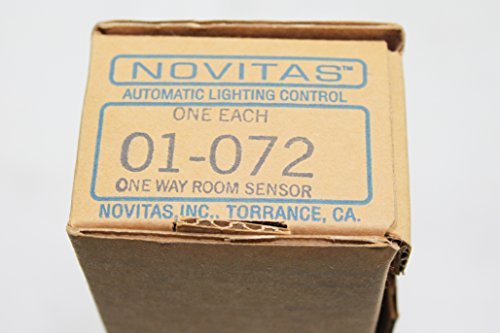 NOVITAS™
AUTOMATIC LIGHTING CONTROL
ONE EACH
01-072
ONE WAY ROOM SENSOR
NOVITAS, INC., TORRANCE, CA.